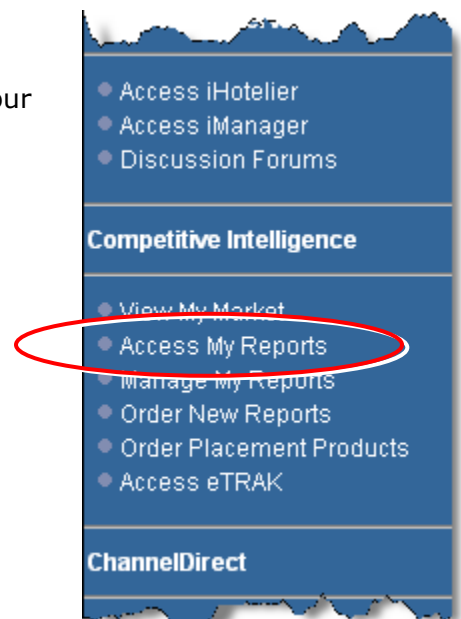 our
Access iHotelier
Access iManager
Discussion Forums
Competitive Intelligence
View My Market
Access My Reports
Manage My Reports
Order New Reports
Order Placement Products
Access eTRAK
ChannelDirect